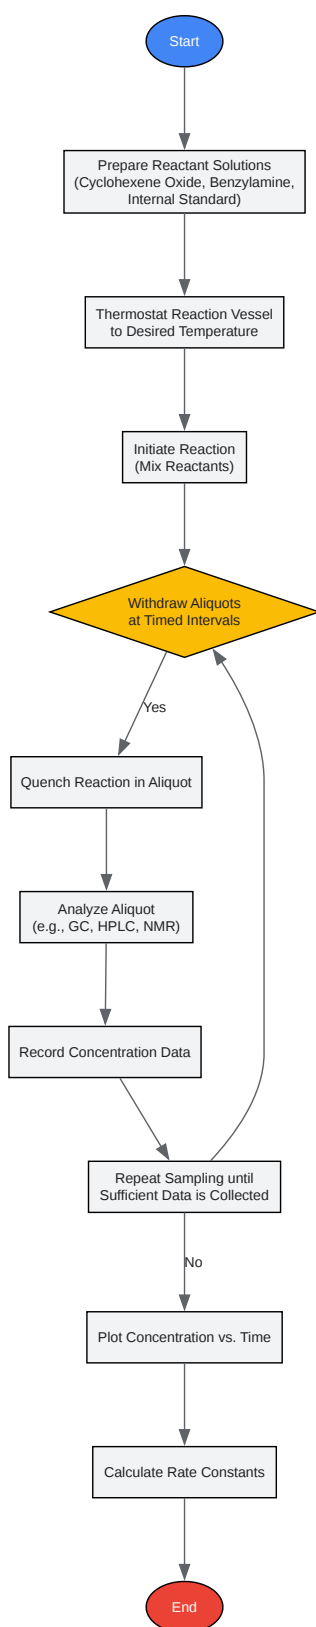 Start
Prepare Reactant Solutions
(Cyclohexene Oxide, Benzylamine,
Internal Standard)
Thermostat Reaction Vessel
to Desired Temperature
Initiate Reaction
(Mix Reactants)
Withdraw Aliquots
at Timed Intervals
Yes
Quench Reaction in Aliquot
Analyze Aliquot
(e.g., GC, HPLC, NMR)
Record Concentration Data
Repeat Sampling until
Sufficient Data is Collected
No
Plot Concentration vs. Time
Calculate Rate Constants
End